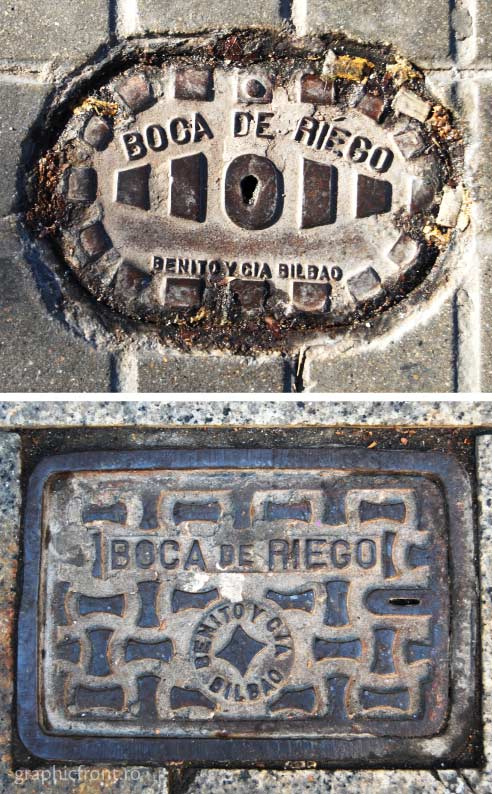 BOCA DE RIEGO
BENITO Y CIA BILBAO
BOCA DE RIEGO
BENITO Y CIA
BILBAO
graphicfront.ro